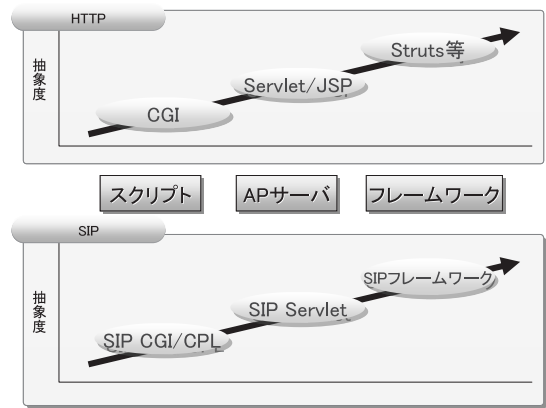 HTTP
抽象度
CGI
Servlet/JSP
Struts等
スクリプト
APサーバ
フレームワーク
SIP
抽象度
SIP CGI/CPL
SIP Servlet
SIPフレームワーク